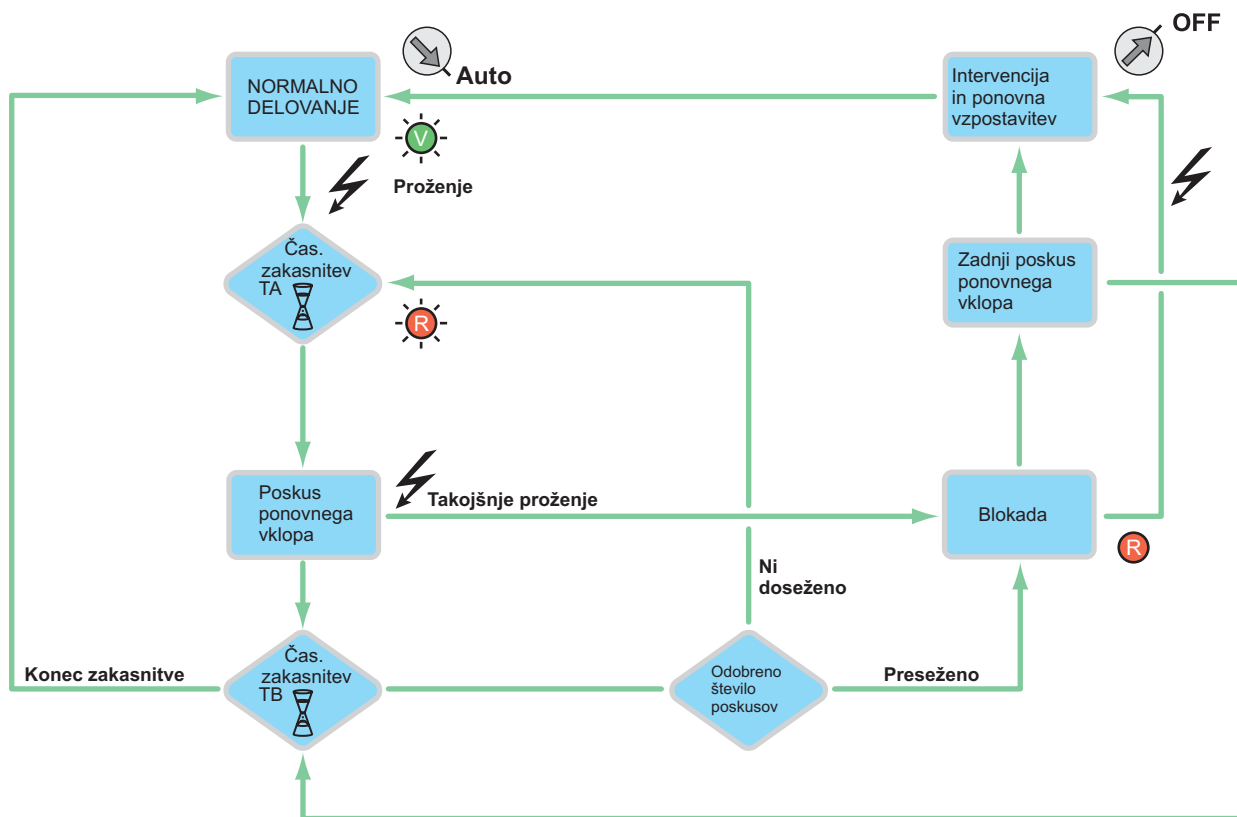 OFF
Auto
NORMALNO
DELOVANJE
Intervencija
in ponovna
vzpostavitev
V
Proženje
Čas.
zakasnitev
TA
R
Zadnji poskus
ponovnega
vklopa
Poskus
ponovnega
vklopa
Takojšnje proženje
Blokada
R
Ni
doseženo
Konec zakasnitve
Čas.
zakasnitev
TB
Odobreno
število
poskusov
Preseženo